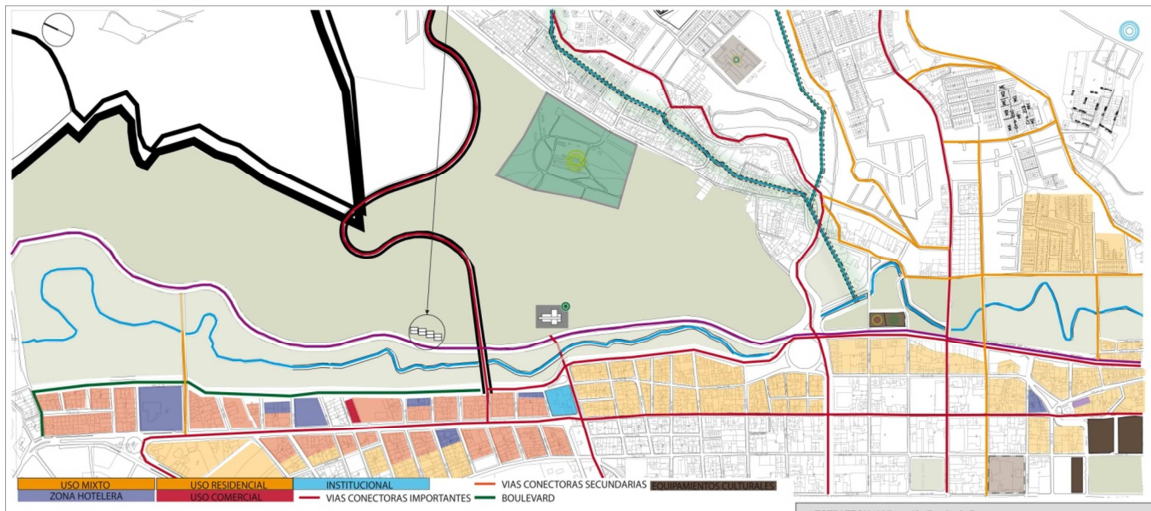 USO MIXTO USO RESIDENCIAL INSTITUCIONAL VIAS CONECTORAS SECUNDARIAS EQUIPAMIENTOS CULTURALES
ZONA HOTELERA USO COMERCIAL VIAS CONECTORAS IMPORTANTES BOULEVARD